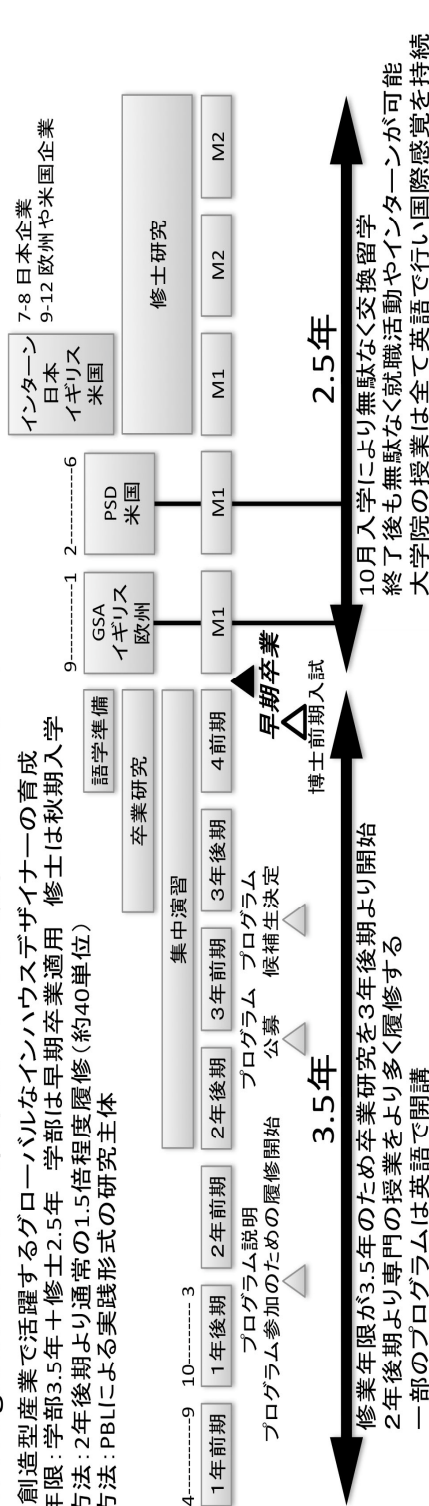 創造型産業で活躍するグローバルなインハウスデザイナーの育成
年限：学部3.5年＋修士2.5年　学部は早期卒業適用　修士は秋期入学
方法：2年後期より通常の1.5倍程度履修（約40単位）
方法：PBLによる実践形式の研究主体
インターン
日本
イギリス
米国
7-8 日本企業
9-12 欧州や米国企業
9---------1
2---------6
語学準備
GSA
イギリス
欧州
PSD
米国
卒業研究
修士研究
集中演習
4---------9
10------ 3
1年前期
1年後期
2年前期
2年後期
3年前期
3年後期
4前期
M1
M1
M1
M2
M2
プログラム説明
プログラム参加のための履修開始
プログラム
公募
プログラム
候補生決定
早期卒業
博士前期入試
3.5年
2.5年
修業年限が3.5年のため卒業研究を3年後期より開始
2年後期より専門の授業をより多く履修する
一部のプログラムは英語で開講
10月入学により無駄なく交換留学
終了後も無駄なく就職活動やインターンが可能
大学院の授業は全て英語で行い国際感覚を持続